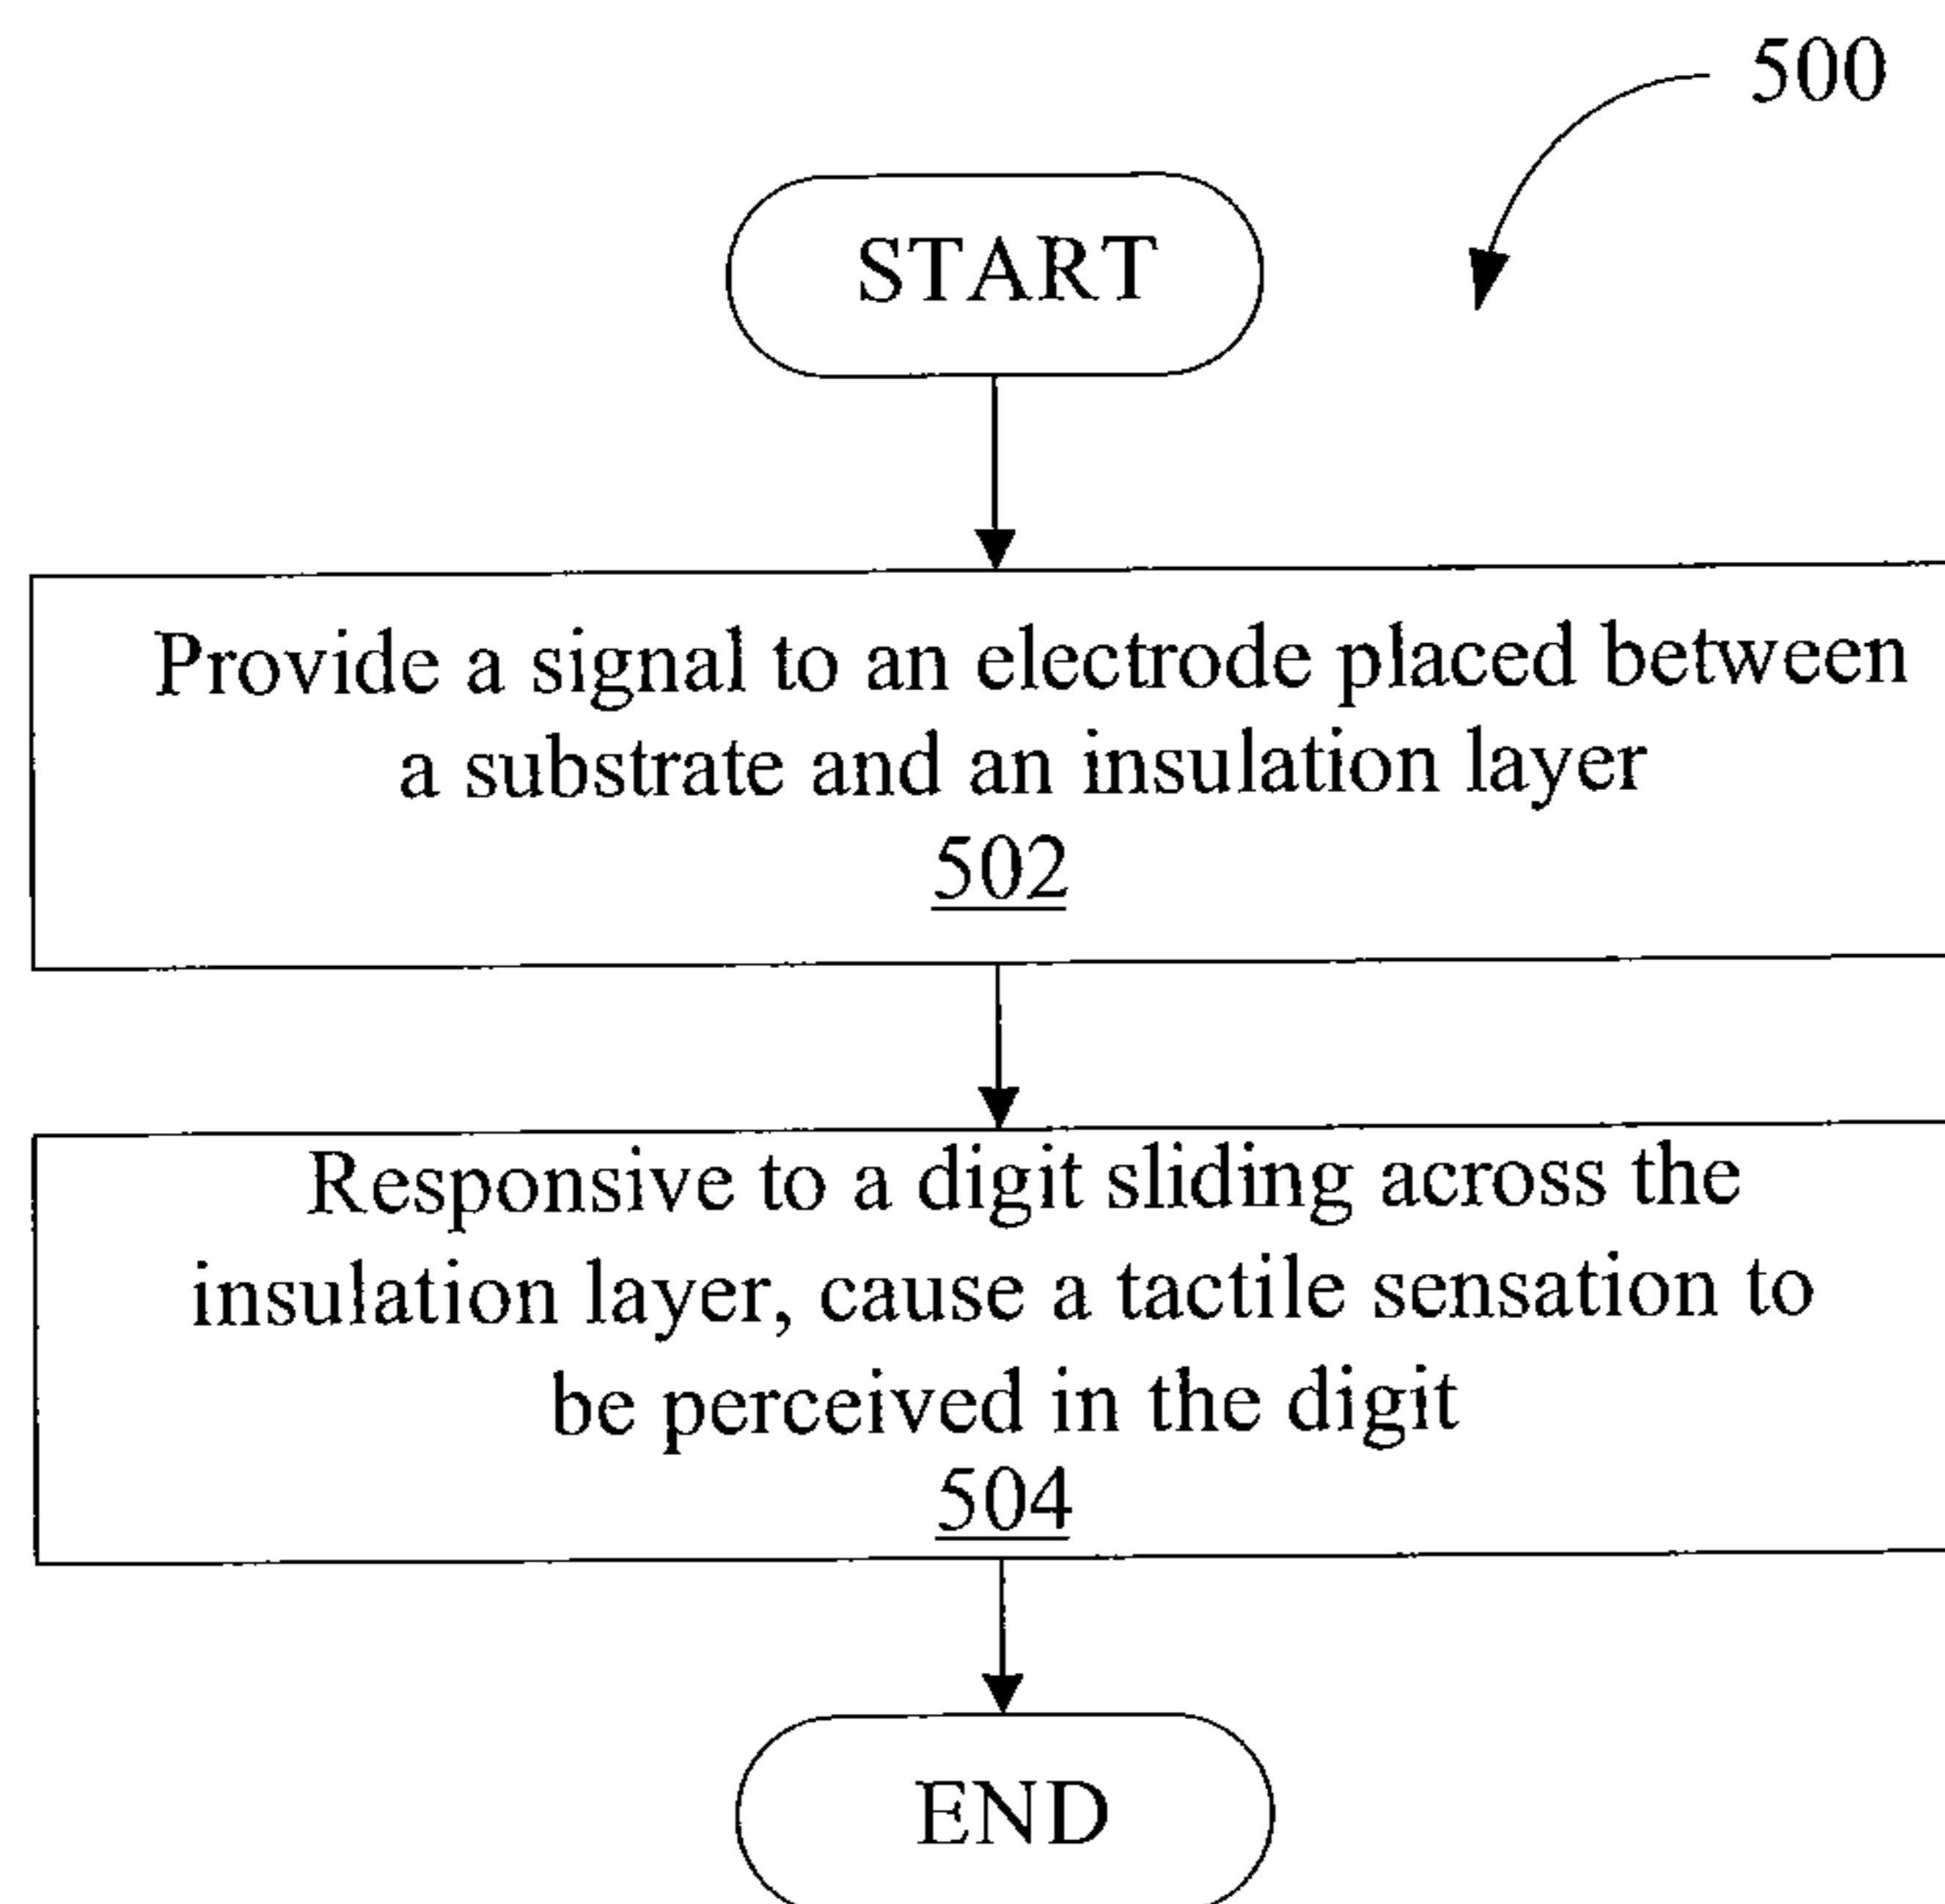 500
START
Provide a signal to an electrode placed between
a substrate and an insulation layer
502
Responsive to a digit sliding across the
insulation layer, cause a tactile sensation to
be perceived in the digit
504
END